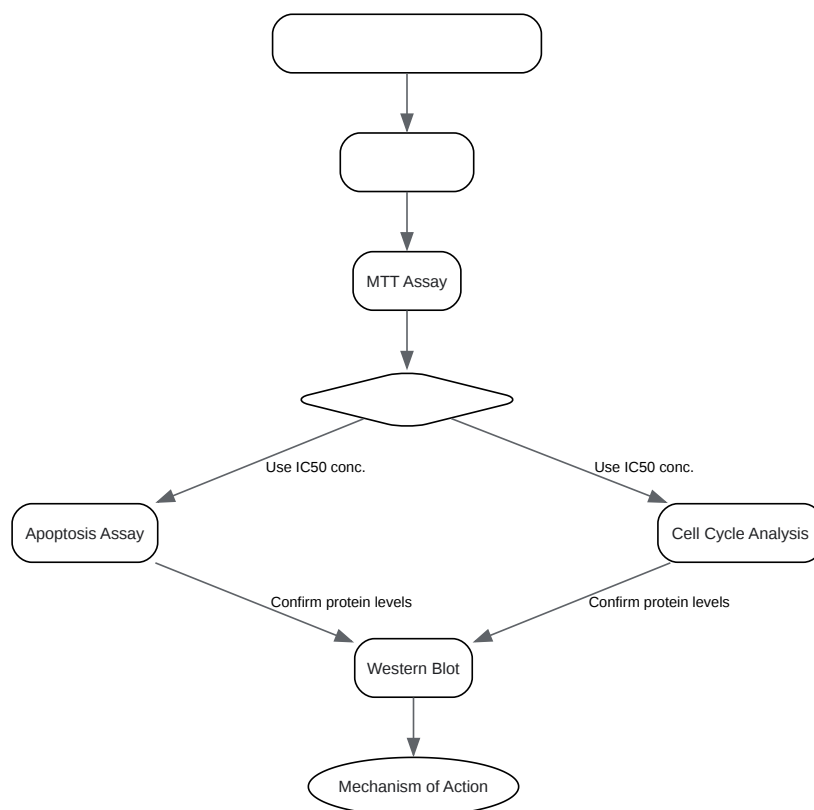 MTT Assay
Use IC50 conc.
Use IC50 conc.
Apoptosis Assay
Cell Cycle Analysis
Confirm protein levels
Confirm protein levels
Western Blot
Mechanism of Action